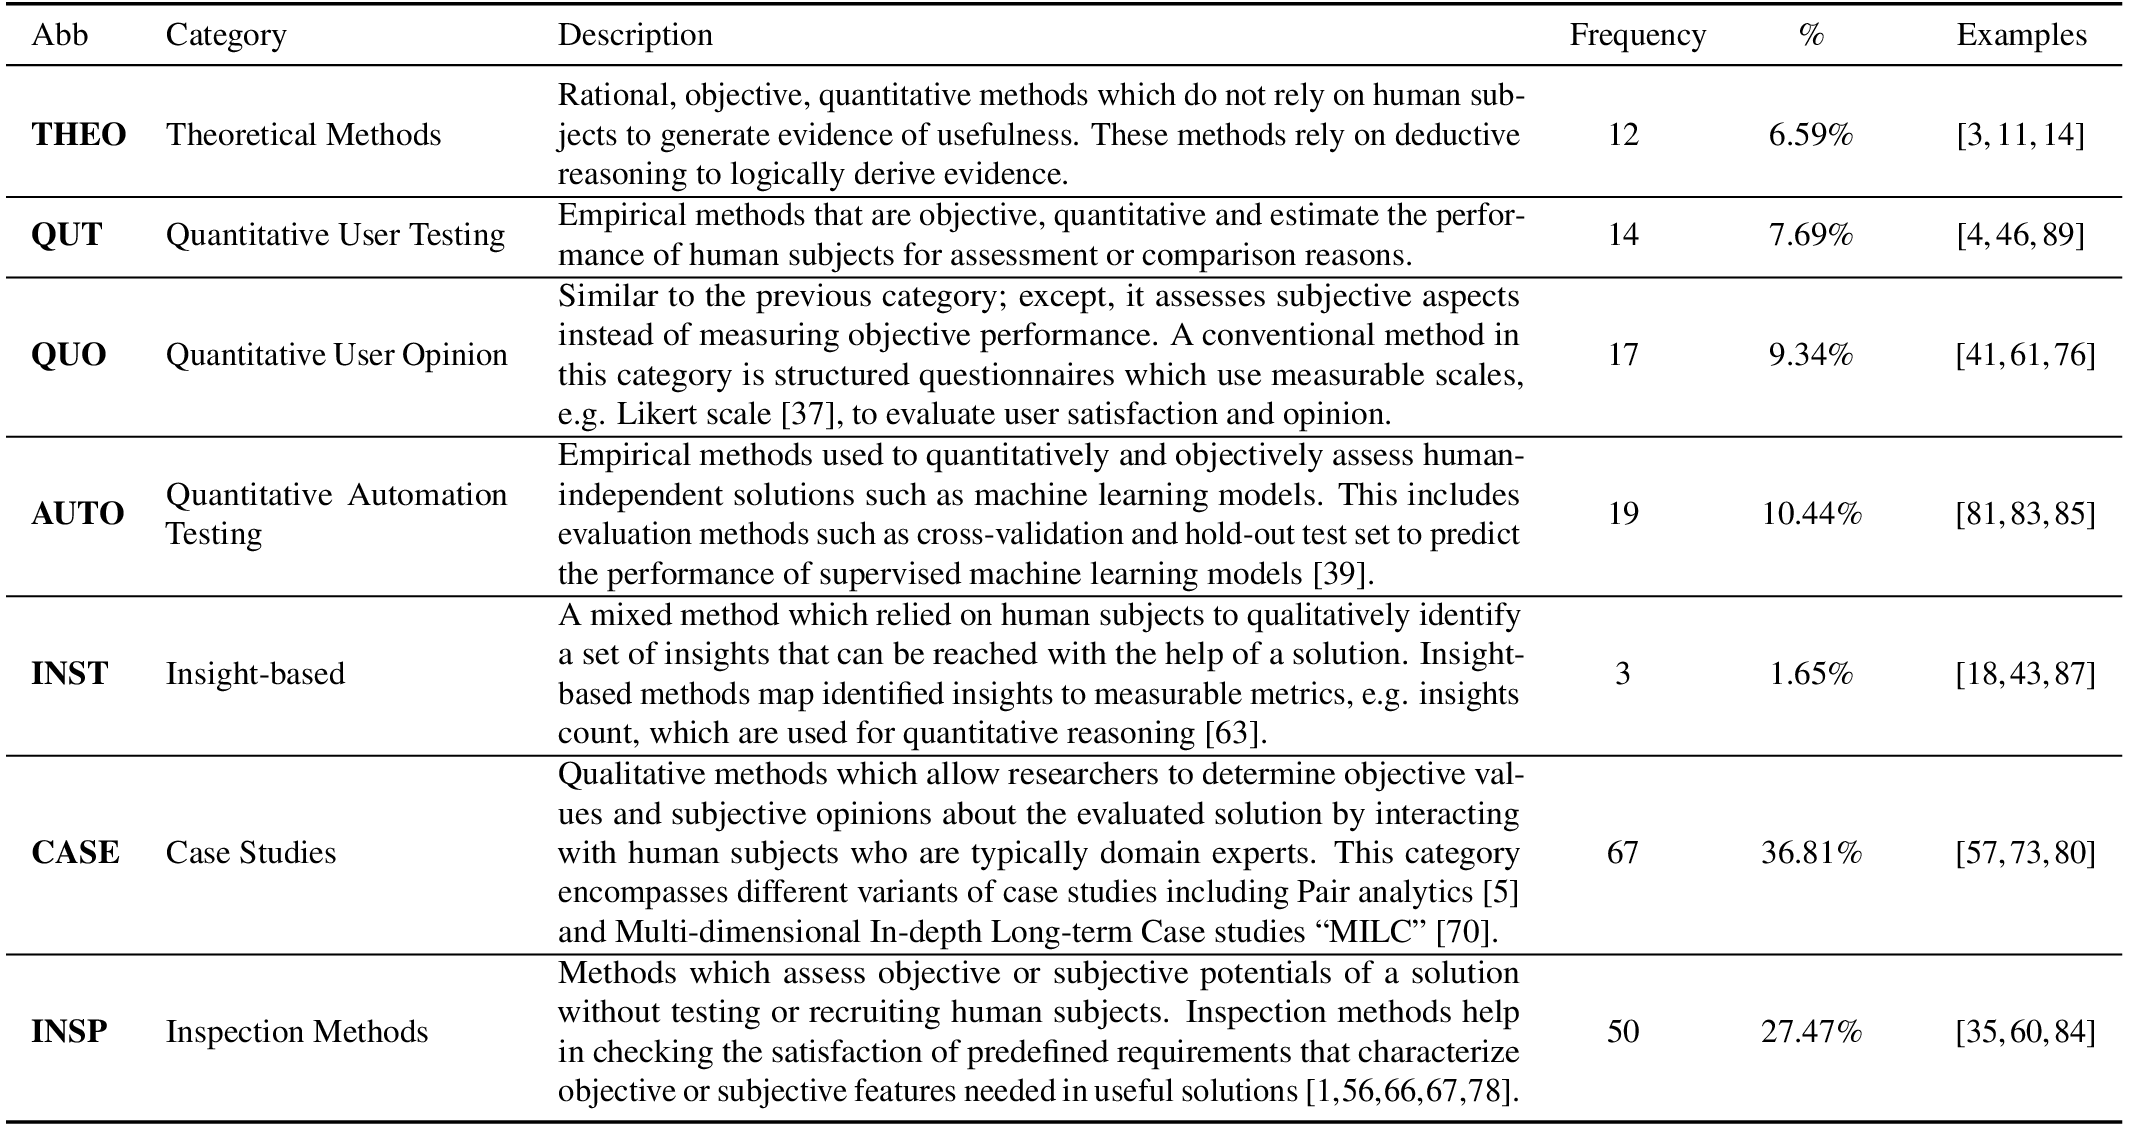 Abb Category Description Frequency % Examples
Rational, objective, quantitative methods which do not rely on human sub-
THEO Theoretical Methods jects to generate evidence of usefulness. These methods rely on deductive 12 6.59% [3, 11, 14]
reasoning to logically derive evidence.
QUT Quantitative User Testing Empirical methods that are objective, quantitative and estimate the perfor- 14 7.69% [4, 46, 89]
mance of human subjects for assessment or comparison reasons.
Similar to the previous category; except, it assesses subjective aspects
instead of measuring objective performance. A conventional method in
QUO Quantitative User Opinion this category is structured questionnaires which use measurable scales, 17 9.34% [41, 61, 76]
e.g. Likert scale [37], to evaluate user satisfaction and opinion.
Empirical methods used to quantitatively and objectively assess human-
AUTO Quantitative Automation independent solutions such as machine learning models. This includes 19 10.44% [81, 83, 85]
Testing evaluation methods such as cross-validation and hold-out test set to predict
the performance of supervised machine learning models [39].
A mixed method which relied on human subjects to qualitatively identify
a set of insights that can be reached with the help of a solution. Insight-
INST Insight-based based methods map identified insights to measurable metrics, e.g. insights 3 1.65% [18, 43, 87]
count, which are used for quantitative reasoning [63].
Qualitative methods which allow researchers to determine objective val-
ues and subjective opinions about the evaluated solution by interacting
CASE Case Studies with human subjects who are typically domain experts. This category 67 36.81% [57, 73, 80]
encompasses different variants of case studies including Pair analytics [5]
and Multi-dimensional In-depth Long-term Case studies “MILC” [70].
Methods which assess objective or subjective potentials of a solution
without testing or recruiting human subjects. Inspection methods help
INSP Inspection Methods in checking the satisfaction of predefined requirements that characterize 50 27.47% [35, 60, 84]
objective or subjective features needed in useful solutions [1,56,66,67,78].